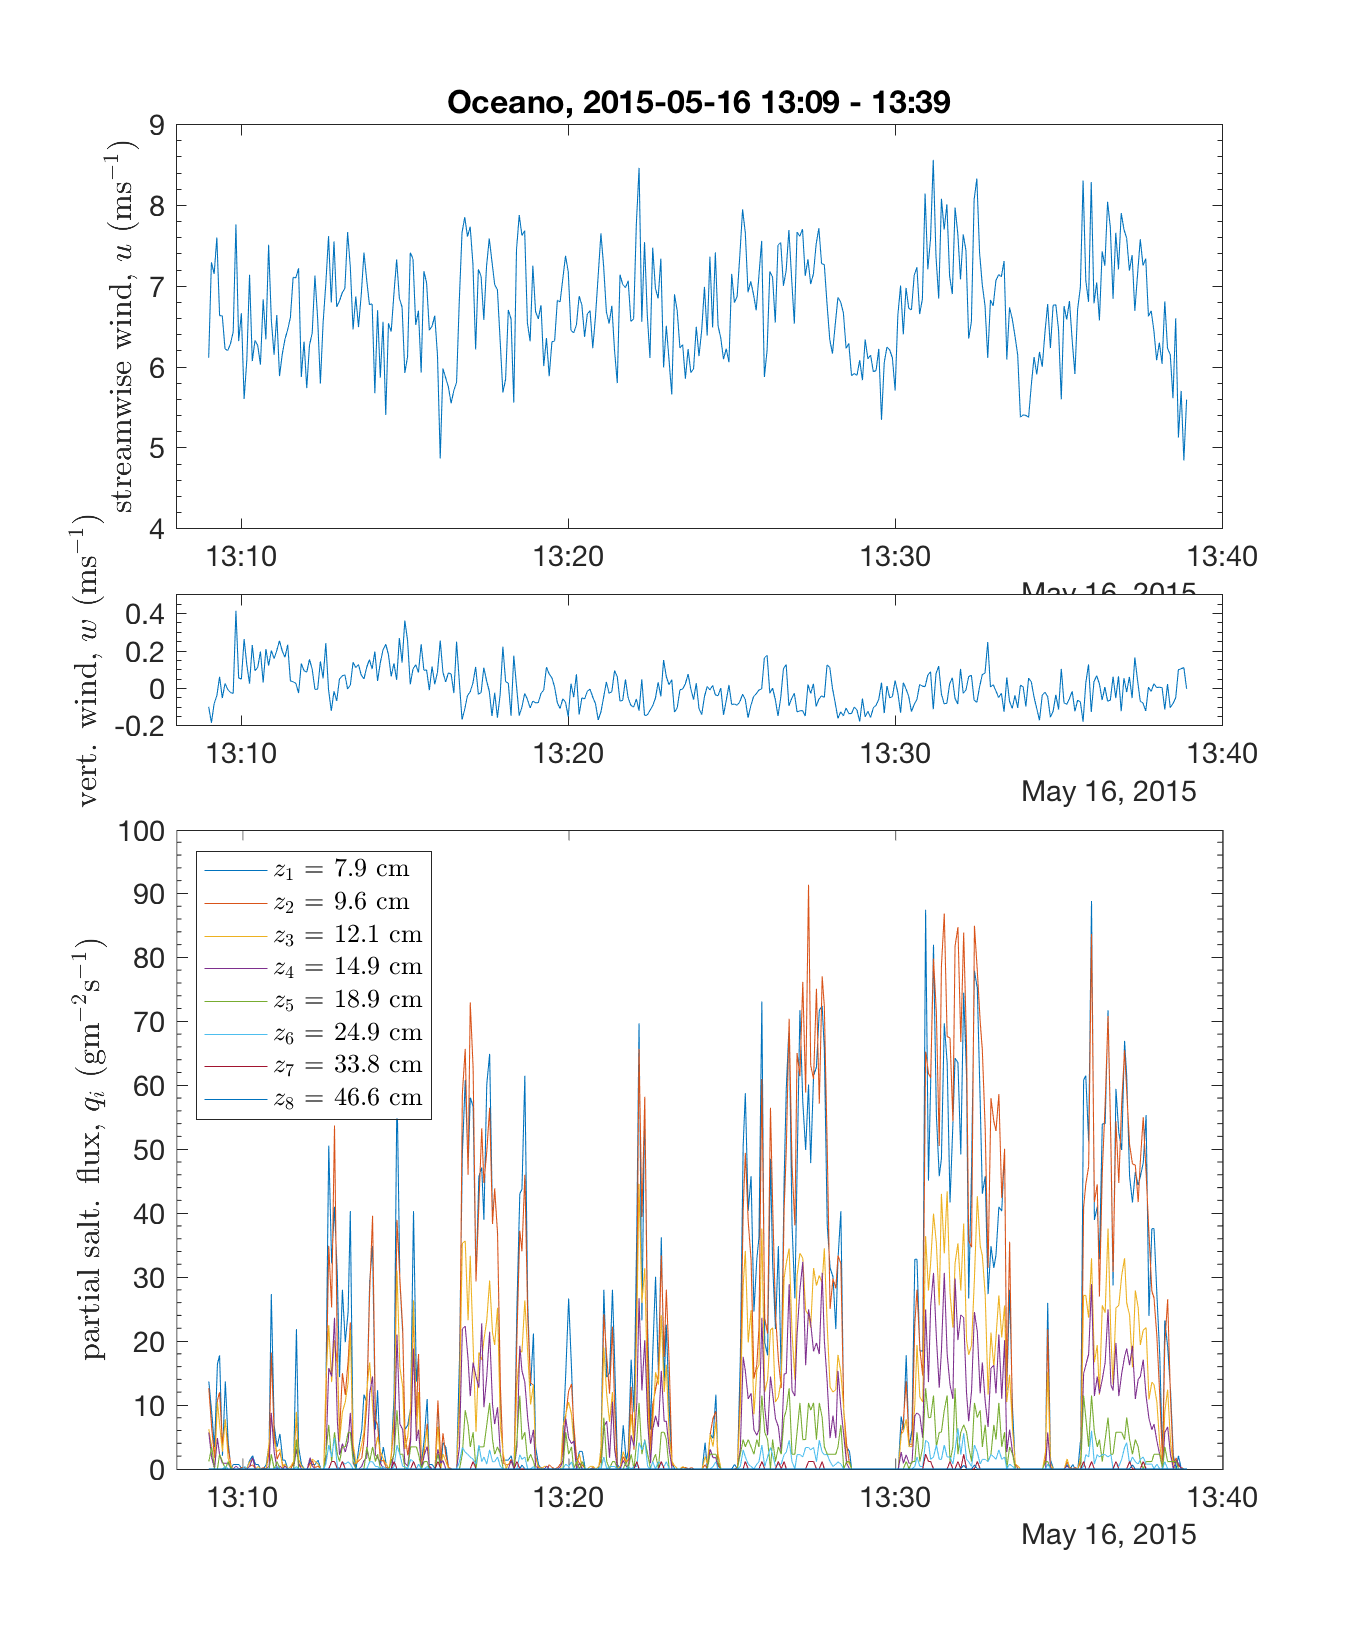 Oceano, 2015-05-16 13:09 - 13:39
streamwise wind, u (ms⁻¹)
9
8
7
6
5
4
13:10 13:20 13:30 13:40
May 16, 2015
vert. wind, w (ms⁻¹)
0.4
0.2
0
-0.2
13:10 13:20 13:30 13:40
May 16, 2015
partial salt. flux, qᵢ (gm⁻²s⁻¹)
100
90
80
70
60
50
40
30
20
10
0
z₁ = 7.9 cm
z₂ = 9.6 cm
z₃ = 12.1 cm
z₄ = 14.9 cm
z₅ = 18.9 cm
z₆ = 24.9 cm
z₇ = 33.8 cm
z₈ = 46.6 cm
13:10 13:20 13:30 13:40
May 16, 2015